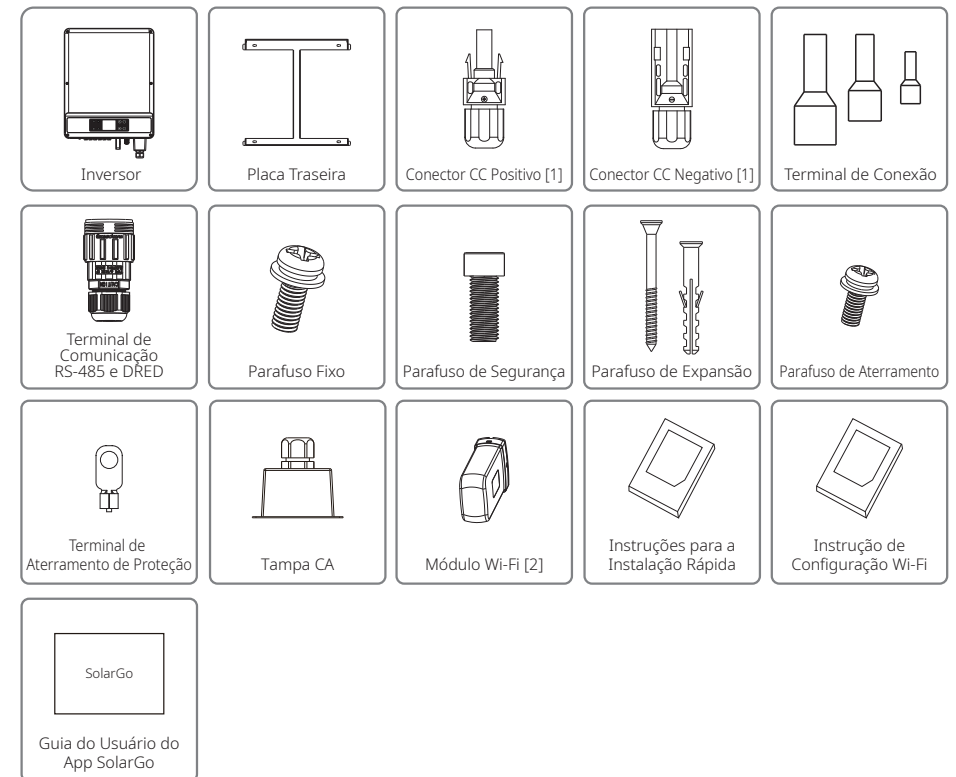 Inversor
Placa Traseira
Conector CC Positivo [1]
Conector CC Negativo [1]
Terminal de Conexão
Terminal de
Comunicação
RS-485 e DRED
Parafuso Fixo
Parafuso de Segurança
Parafuso de Expansão
Parafuso de Aterramento
Terminal de
Aterramento de Proteção
Tampa CA
Módulo Wi-Fi [2]
Instruções para a
Instalação Rápida
Instrução de
Configuração Wi-Fi
SolarGo
Guia do Usuário do
App SolarGo